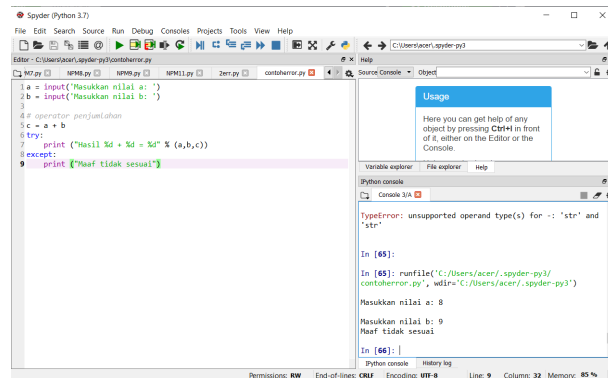 Spyder (Python 3.7)
File Edit Search Source Run Debug Consoles Projects Tools View Help
C:\Users\acer\.spyder-py3
Editor - C:\Users\acer\.spyder-py3\contoherror.py
Help
M7.py NPM8.py NPM9.py NPM11.py 2err.py contoherror.py
Source Console Object
1 a = input('Masukkan nilai a: ')
2 b = input('Masukkan nilai b: ')
3
4 # operator penjumlahan
5 c = a + b
6 try:
7 print ("Hasil %d + %d = %d" % (a,b,c))
8 except:
9 print ("Maaf tidak sesuai")
Usage
Here you can get help of any
object by pressing Ctrl+I in front
of it, either on the Editor or the
Console.
Variable explorer File explorer Help
IPython console
Console 3/A
TypeError: unsupported operand type(s) for -: 'str' and
'str'
In [65]:
In [65]: runfile('C:/Users/acer/.spyder-py3/
contoherror.py', wdir='C:/Users/acer/.spyder-py3')
Masukkan nilai a: 8
Masukkan nilai b: 9
Maaf tidak sesuai
In [66]:
IPython console History log
Permissions: RW End-of-lines: CRLF Encoding: UTF-8 Line: 9 Column: 32 Memory: 85 %